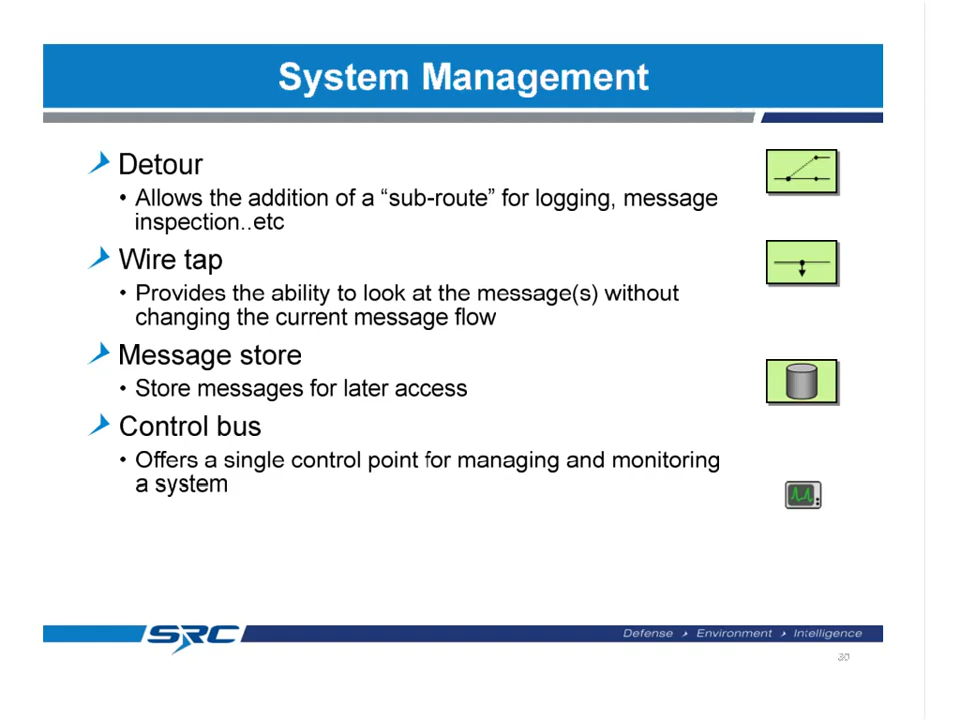 System Management
Detour
• Allows the addition of a “sub-route” for logging, message
inspection..etc
Wire tap
• Provides the ability to look at the message(s) without
changing the current message flow
Message store
• Store messages for later access
Control bus
• Offers a single control point for managing and monitoring
a system
SRC
Defense Environment Intelligence
30